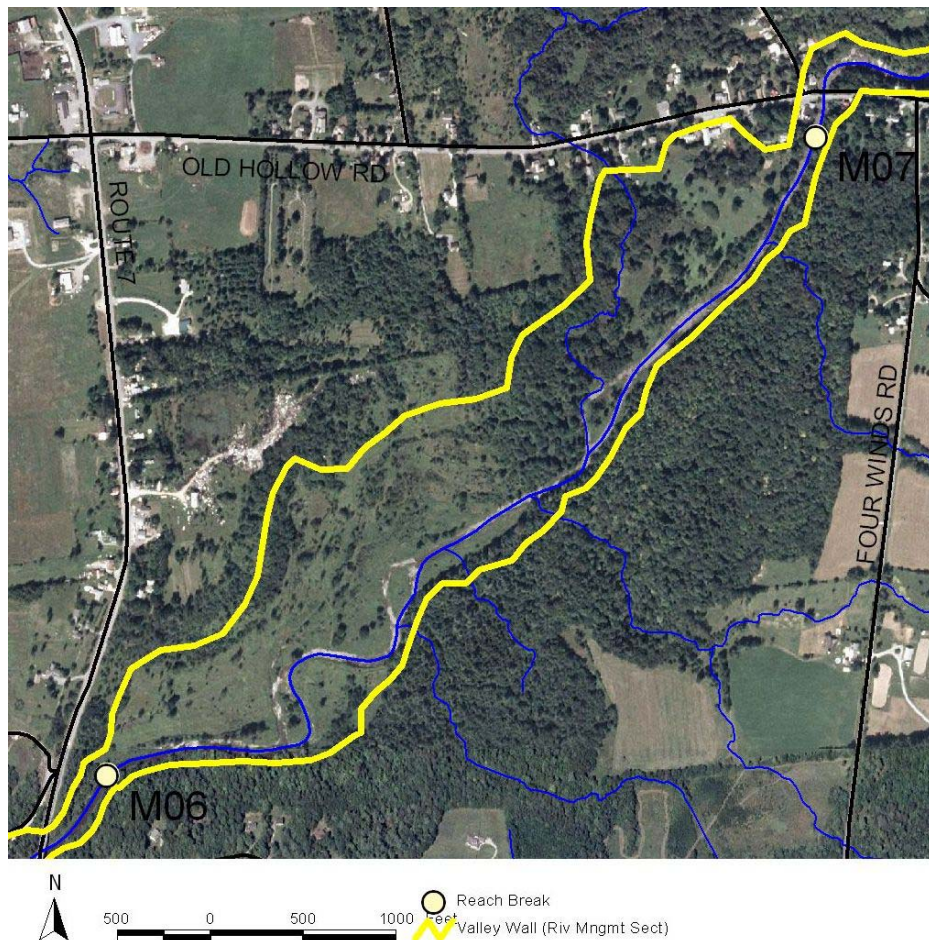 OLD HOLLOW RD
M07
ROUTE 7
FOUR WINDS RD
M06
N
500 0 500 1000 Feet
Reach Break
Valley Wall (Riv Mngmt Sect)